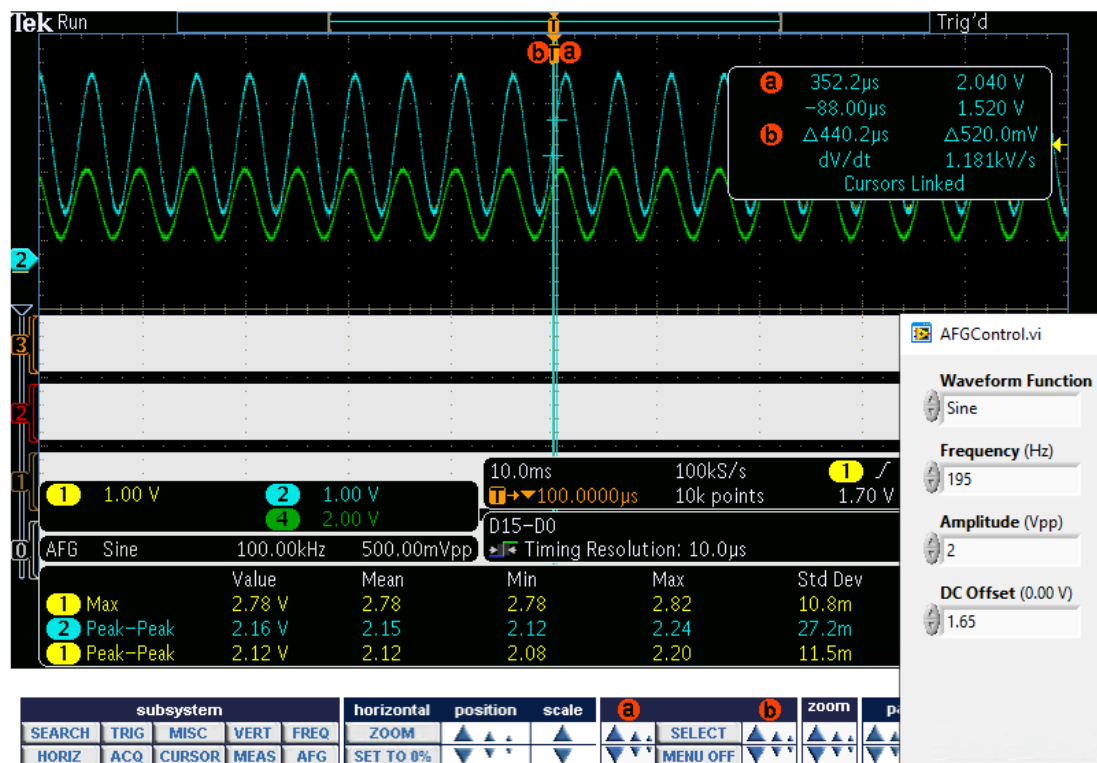 Tek Run T Trig'd
b T a
a 352.2µs 2.040 V
−88.00µs 1.520 V
b △440.2µs △520.0mV
dV/dt 1.181kV/s
Cursors Linked
2
3
2
1
0
1 1.00 V 2 1.00 V
4 2.00 V
10.0ms 100kS/s 1
T→▼100.0000µs 10k points 1.70 V
AFG Sine 100.00kHz 500.00mVpp
D15−D0
Timing Resolution: 10.0µs
Value Mean Min Max Std Dev
1 Max 2.78 V 2.78 2.78 2.82 10.8m
2 Peak−Peak 2.16 V 2.15 2.12 2.24 27.2m
1 Peak−Peak 2.12 V 2.12 2.08 2.20 11.5m
AFGControl.vi
Waveform Function
Sine
Frequency (Hz)
195
Amplitude (Vpp)
2
DC Offset (0.00 V)
1.65
subsystem horizontal position scale a b zoom
SEARCH TRIG MISC VERT FREQ ZOOM SELECT
HORIZ ACQ CURSOR MEAS AFG SET TO 0% MENU OFF